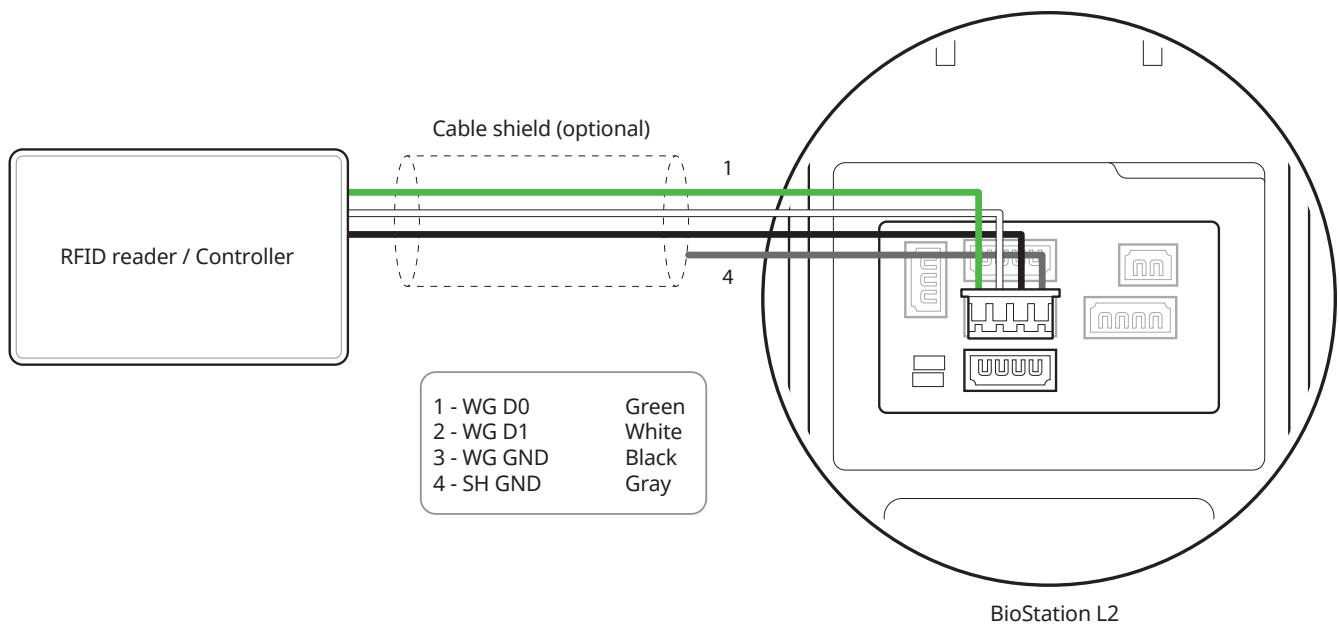 Cable shield (optional)
1
RFID reader / Controller
4
1 - WG D0 Green
2 - WG D1 White
3 - WG GND Black
4 - SH GND Gray
BioStation L2